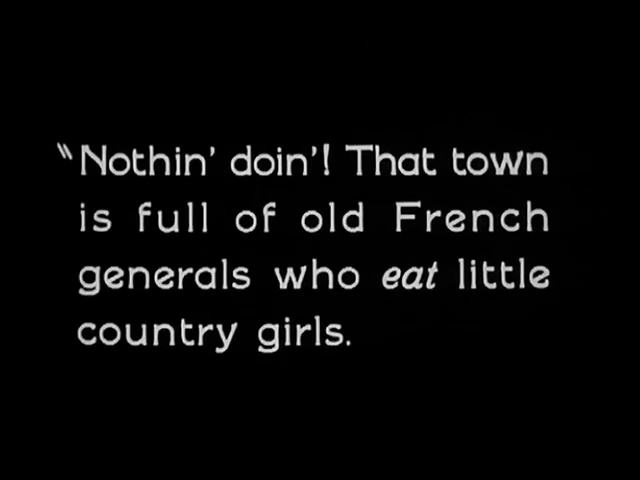 "Nothin' doin'! That town
is full of old French
generals who eat little
country girls.